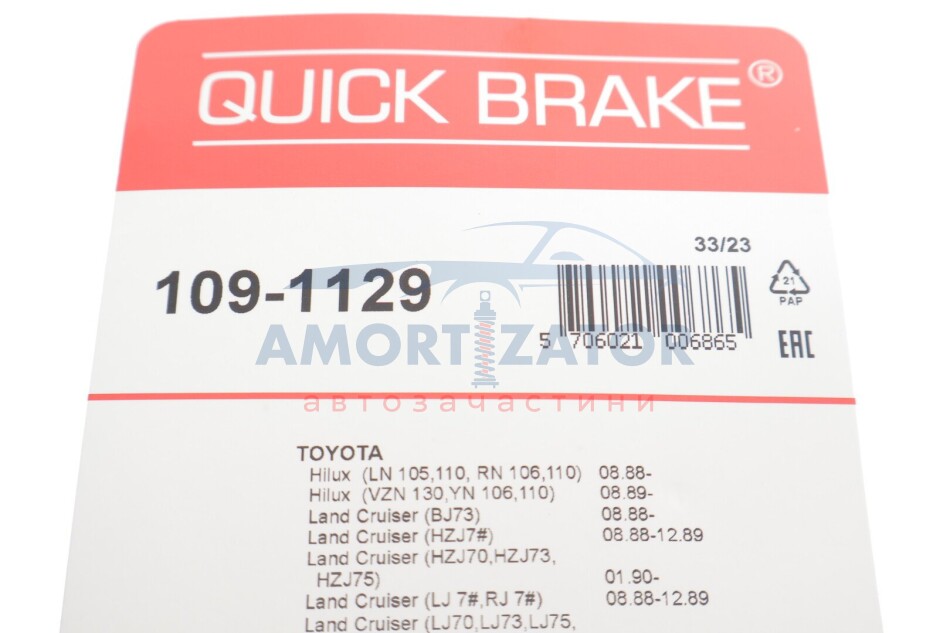 QUICK BRAKE®
33/23
109-1129
21
PAP
5 706021 006865
EAC
AMORTIZATOR
автозачастини
TOYOTA
Hilux (LN 105,110, RN 106,110) 08.88-
Hilux (VZN 130,YN 106,110) 08.89-
Land Cruiser (BJ73) 08.88-
Land Cruiser (HZJ7#) 08.88-12.89
Land Cruiser (HZJ70,HZJ73,
HZJ75) 01.90-
Land Cruiser (LJ 7#,RJ 7#) 08.88-12.89
Land Cruiser (LJ70,LJ73,LJ75,